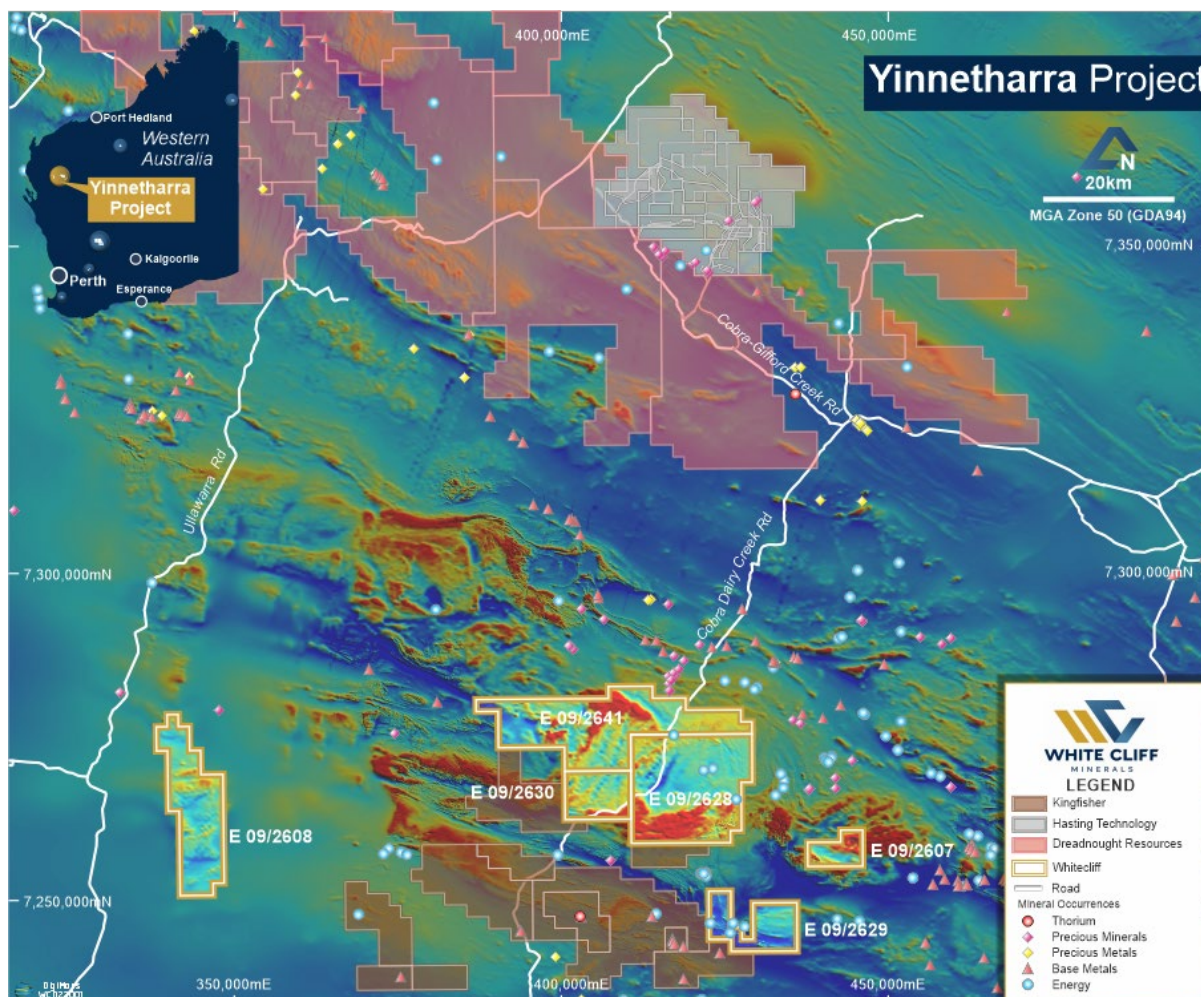 400,000mE
450,000mE
Yinnetharra Project
Port Hedland
Western
Australia
Yinnetharra
Project
N
20km
MGA Zone 50 (GDA94)
7,350,000mN
Kalgoorlie
Perth
Esperance
Cobra-Gifford Creek Rd
Ullawarra Rd
Cobra Dairy Creek Rd
7,300,000mN
7,300,000mN
E 09/2641
E 09/2630
E 09/2628
E 09/2608
E 09/2607
E 09/2629
7,250,000mN
350,000mE
400,000mE
450,000mE
WHITE CLIFF
MINERALS
LEGEND
Kingfisher
Hasting Technology
Dreadnought Resources
Whitecliff
Road
Mineral Occurrences
Thorium
Precious Minerals
Precious Metals
Base Metals
Energy